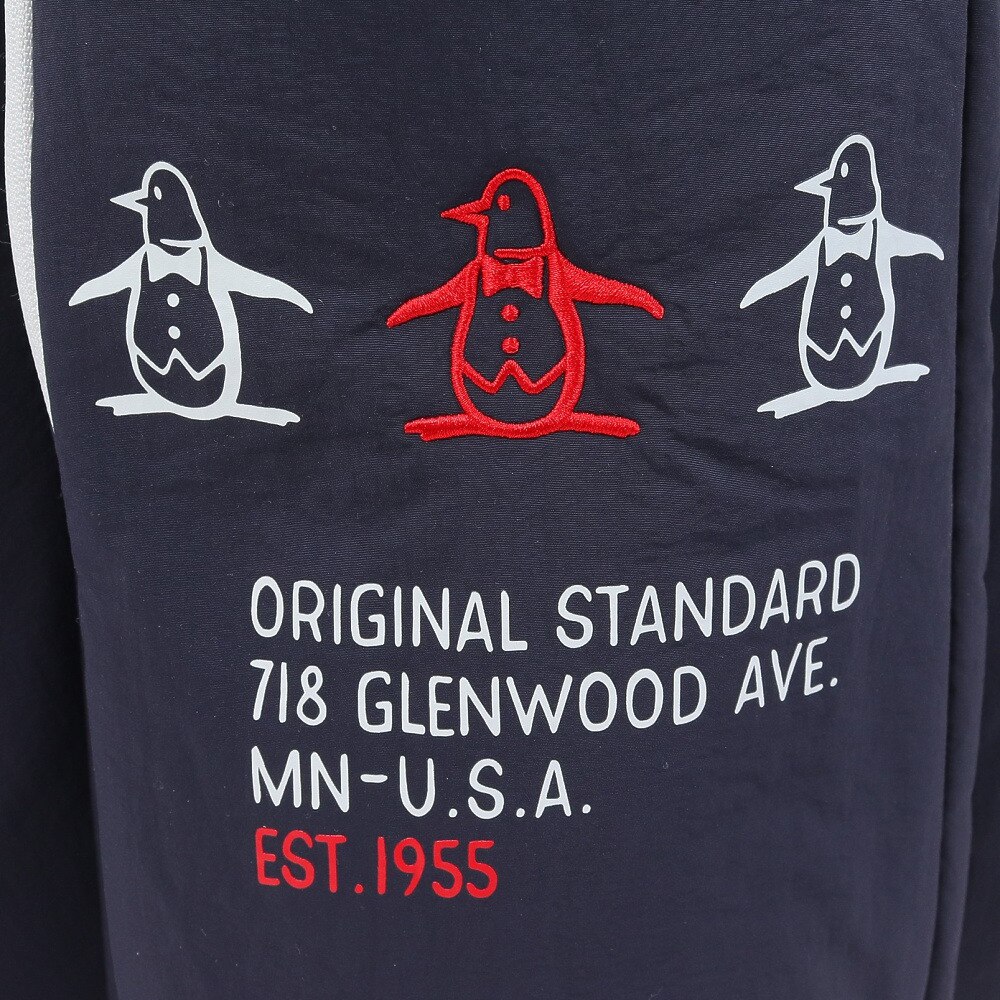 ORIGINAL STANDARD
718 GLENWOOD AVE.
MN-U.S.A.
EST.1955